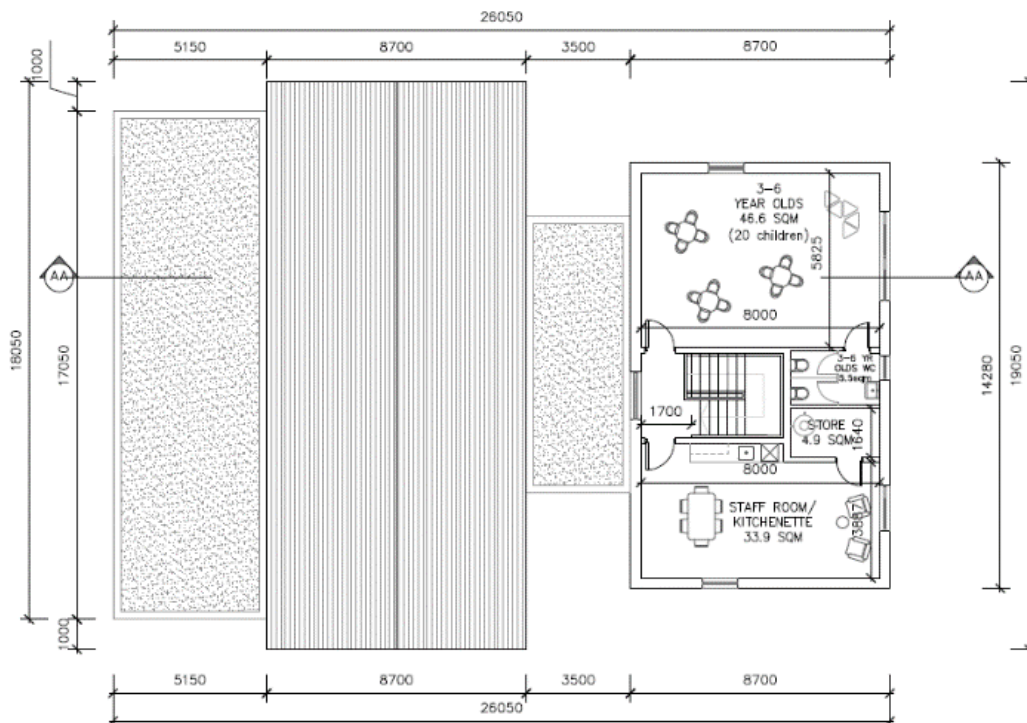 26050
5150
8700
3500
8700
1000
18050
17050
1000
AA
3-6
YEAR OLDS
46.6 SQM
(20 children)
5825
AA
8000
3-6 YR
OLDS WC
5.5sqm
1700
STORE
4.9 SQM
1640
8000
STAFF ROOM/
KITCHENETTE
33.9 SQM
3887
14280
19050
5150
8700
3500
8700
26050